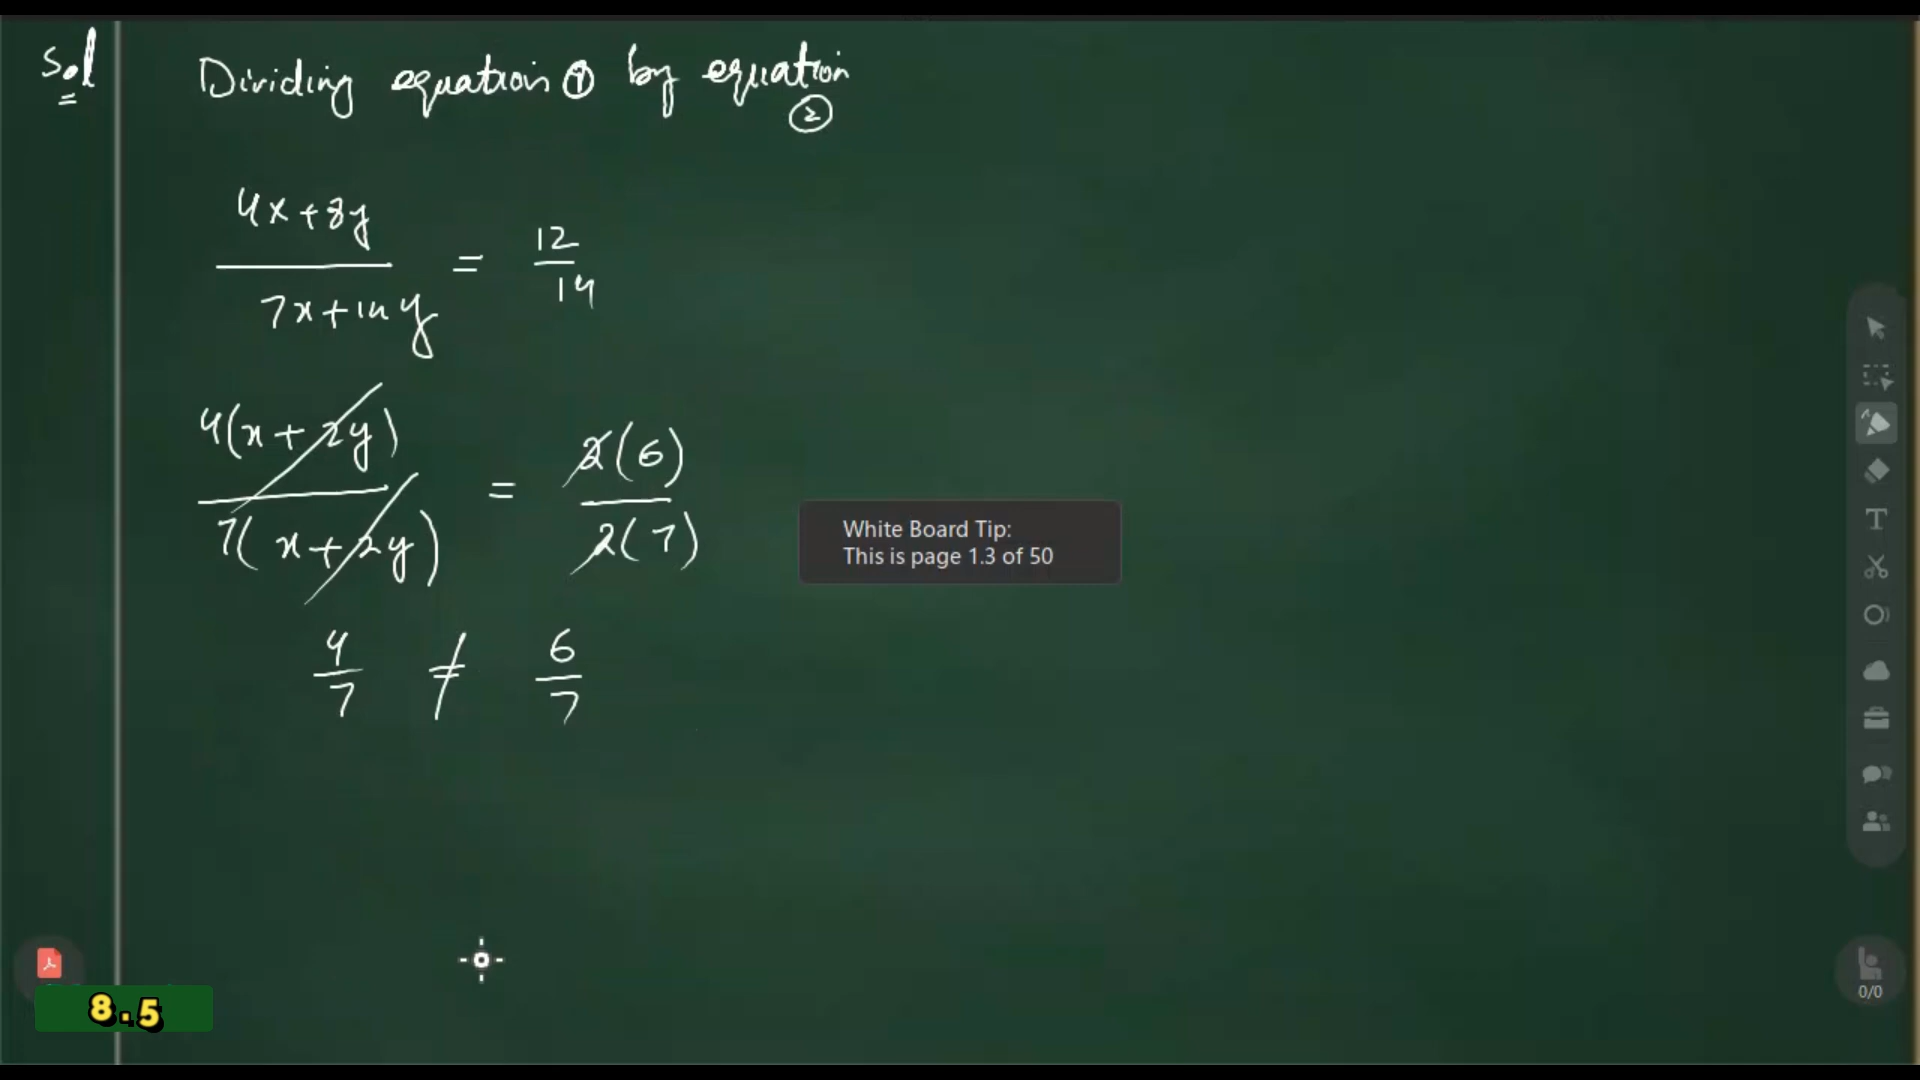 Sol
Dividing equation ① by equation
②
4x+8y
7x+14y
=
12
14
4(x+2y)
7(x+2y)
=
2(6)
2(7)
4
7
≠
6
7
White Board Tip:
This is page 1.3 of 50
T
0/0
8.5